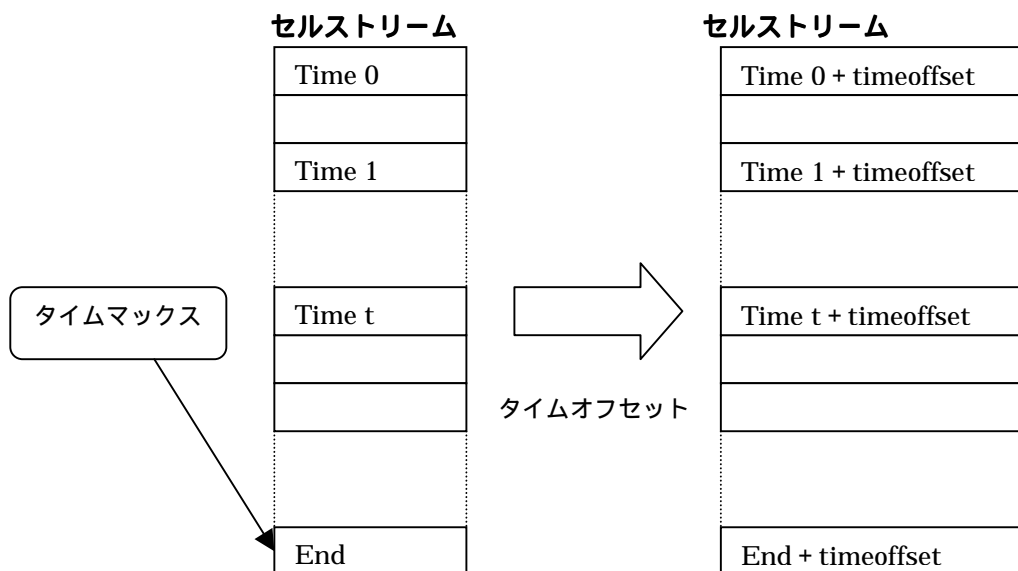 セルストリーム
セルストリーム
Time 0
Time 0 + timeoffset
Time 1
Time 1 + timeoffset
タイムマックス
Time t
Time t + timeoffset
タイムオフセット
End
End + timeoffset